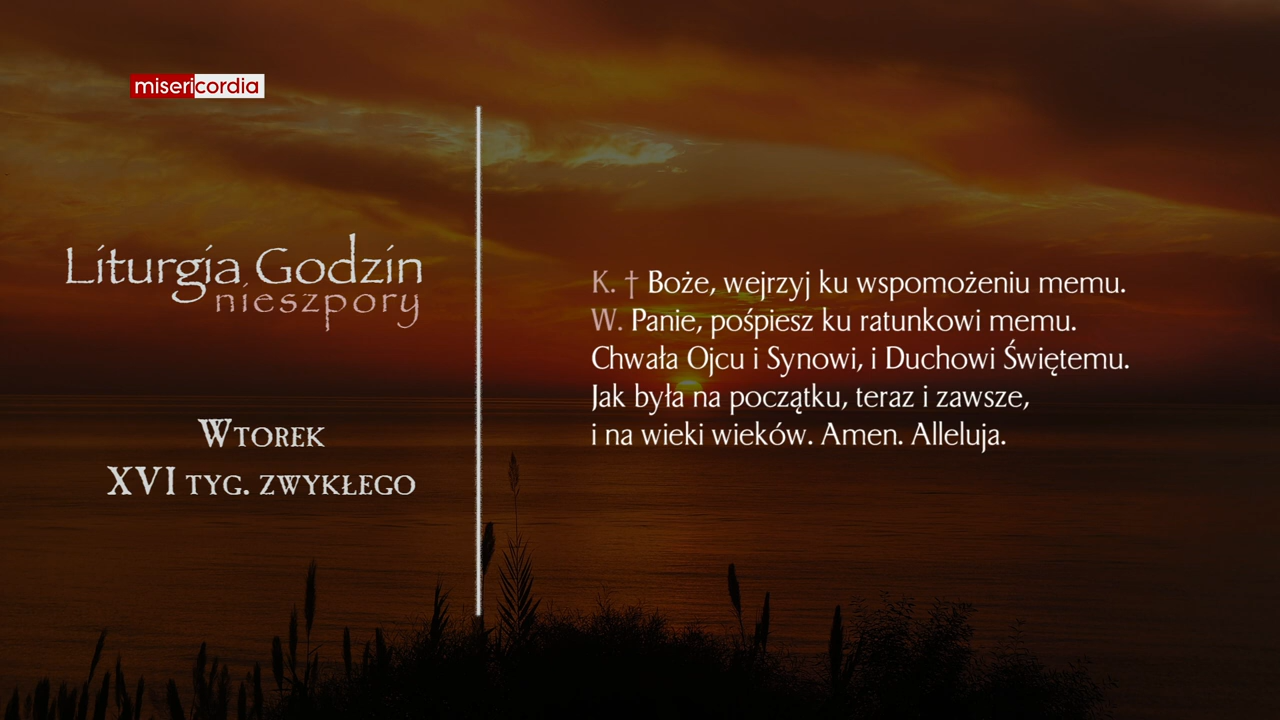 misericordia
Liturgia Godzin
nieszpory
Wtorek
XVI tyg. zwykłego
K. † Boże, wejrzyj ku wspomożeniu memu.
W. Panie, pośpiesz ku ratunkowi memu.
Chwała Ojcu i Synowi, i Duchowi Świętemu.
Jak była na początku, teraz i zawsze,
i na wieki wieków. Amen. Alleluja.